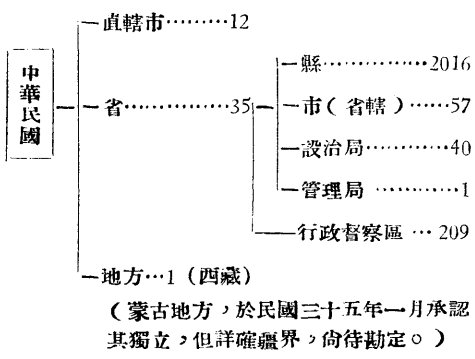 中華民國
直轄市………12
省……………35
縣……………2016
市(省轄)……57
設治局…………40
管理局…………1
行政督察區…209
地方…1(西藏)
(蒙古地方,於民國三十五年一月承認
其獨立,但詳確疆界,尚待勘定。)